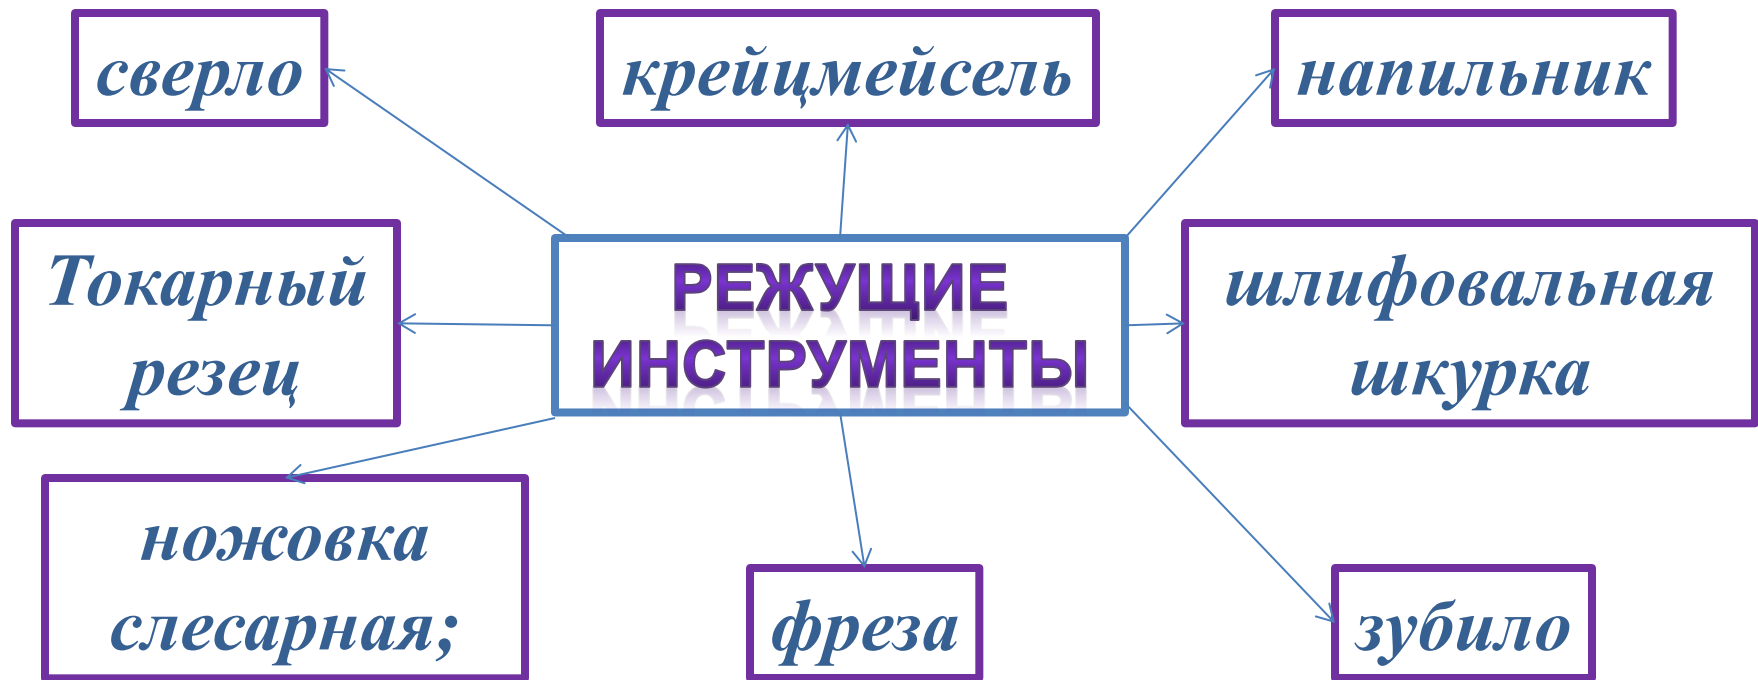 сверло
крейцмейсель
напильник
Токарный
резец
РЕЖУЩИЕ
ИНСТРУМЕНТЫ
шлифовальная
шкурка
ножовка
слесарная;
фреза
зубило